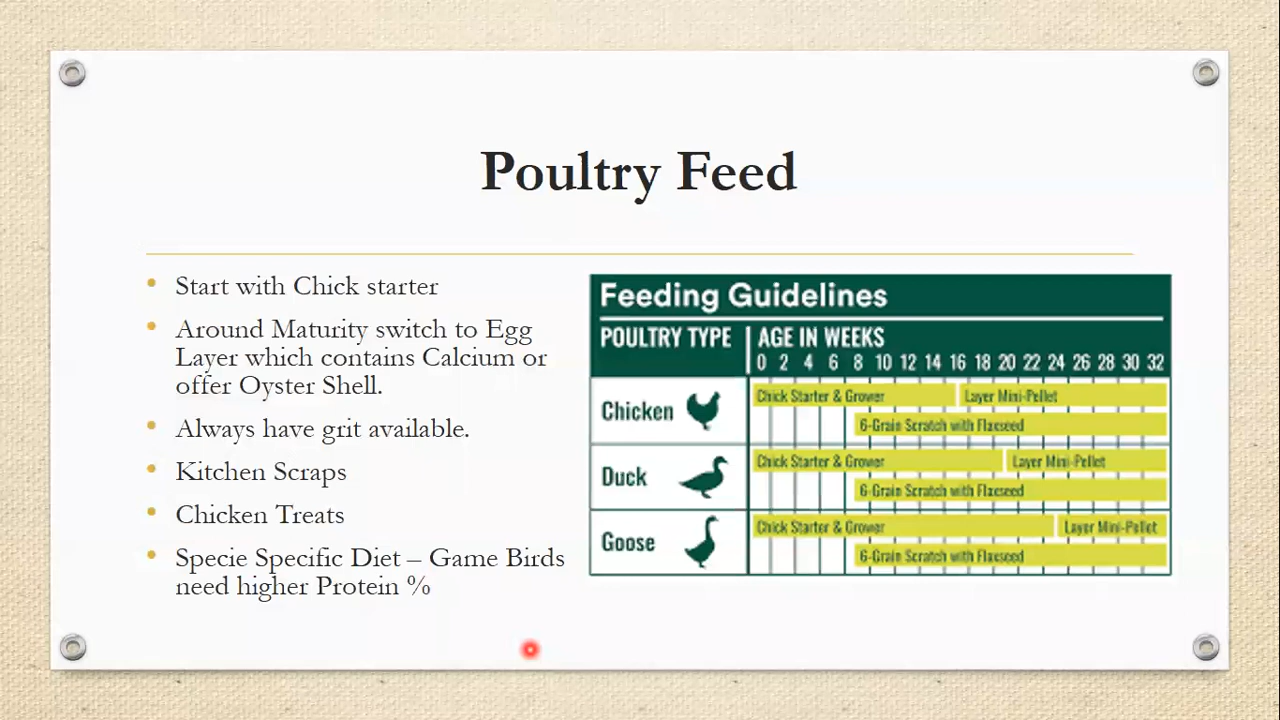 Poultry Feed
Start with Chick starter
Around Maturity switch to Egg
Layer which contains Calcium or
offer Oyster Shell.
Always have grit available.
Kitchen Scraps
Chicken Treats
Specie Specific Diet – Game Birds
need higher Protein %
Feeding Guidelines
POULTRY TYPE AGE IN WEEKS
0 2 4 6 8 10 12 14 16 18 20 22 24 26 28 30 32
Chicken
Chick Starter & Grower Layer Mini-Pellet
6-Grain Scratch with Flaxseed
Duck
Chick Starter & Grower Layer Mini-Pellet
6-Grain Scratch with Flaxseed
Goose
Chick Starter & Grower Layer Mini-Pellet
6-Grain Scratch with Flaxseed